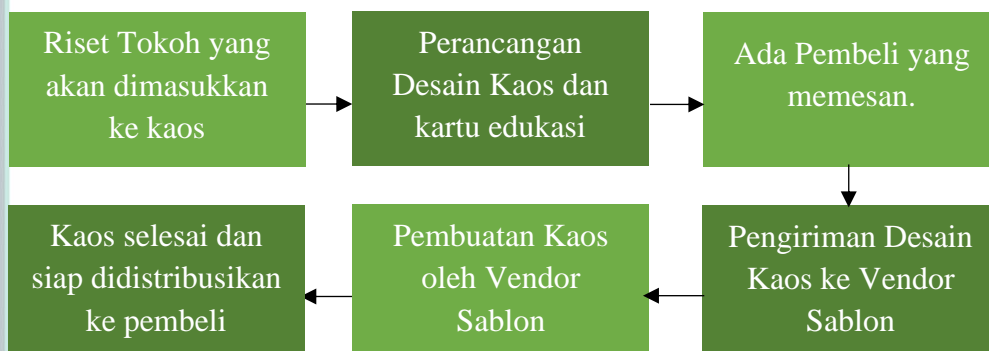 Riset Tokoh yang
akan dimasukkan
ke kaos
Perancangan
Desain Kaos dan
kartu edukasi
Ada Pembeli yang
memesan.
Pengiriman Desain
Kaos ke Vendor
Sablon
Pembuatan Kaos
oleh Vendor
Sablon
Kaos selesai dan
siap didistribusikan
ke pembeli